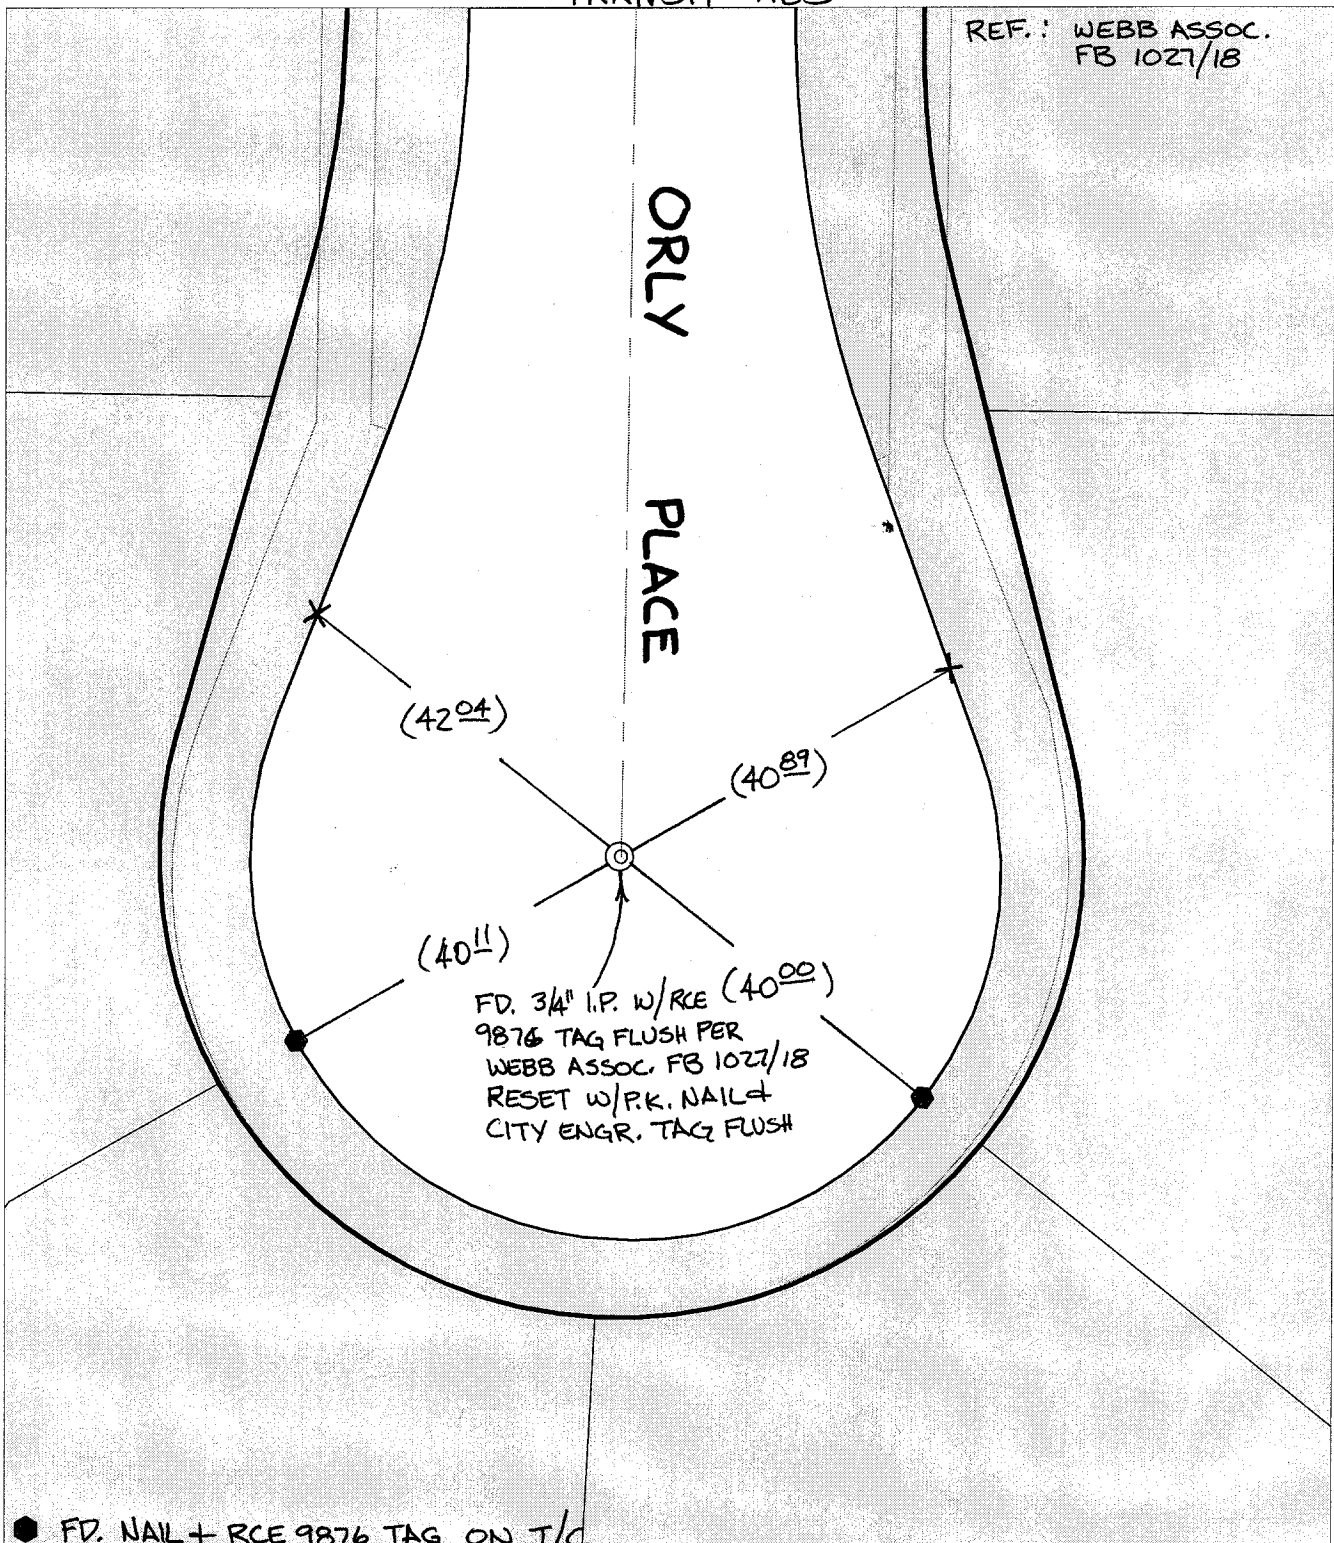 TRANSIT TIES
REF.: WEBB ASSOC.
FB 1027/18
ORLY PLACE
(42 04)
(40 89)
(40 11)
(40 00)
FD. 3/4" I.P. W/RCE
9876 TAG FLUSH PER
WEBB ASSOC. FB 1027/18
RESET W/P.K. NAIL &
CITY ENGR. TAG FLUSH
FD. NAIL + RCE 9876 TAG ON T/C